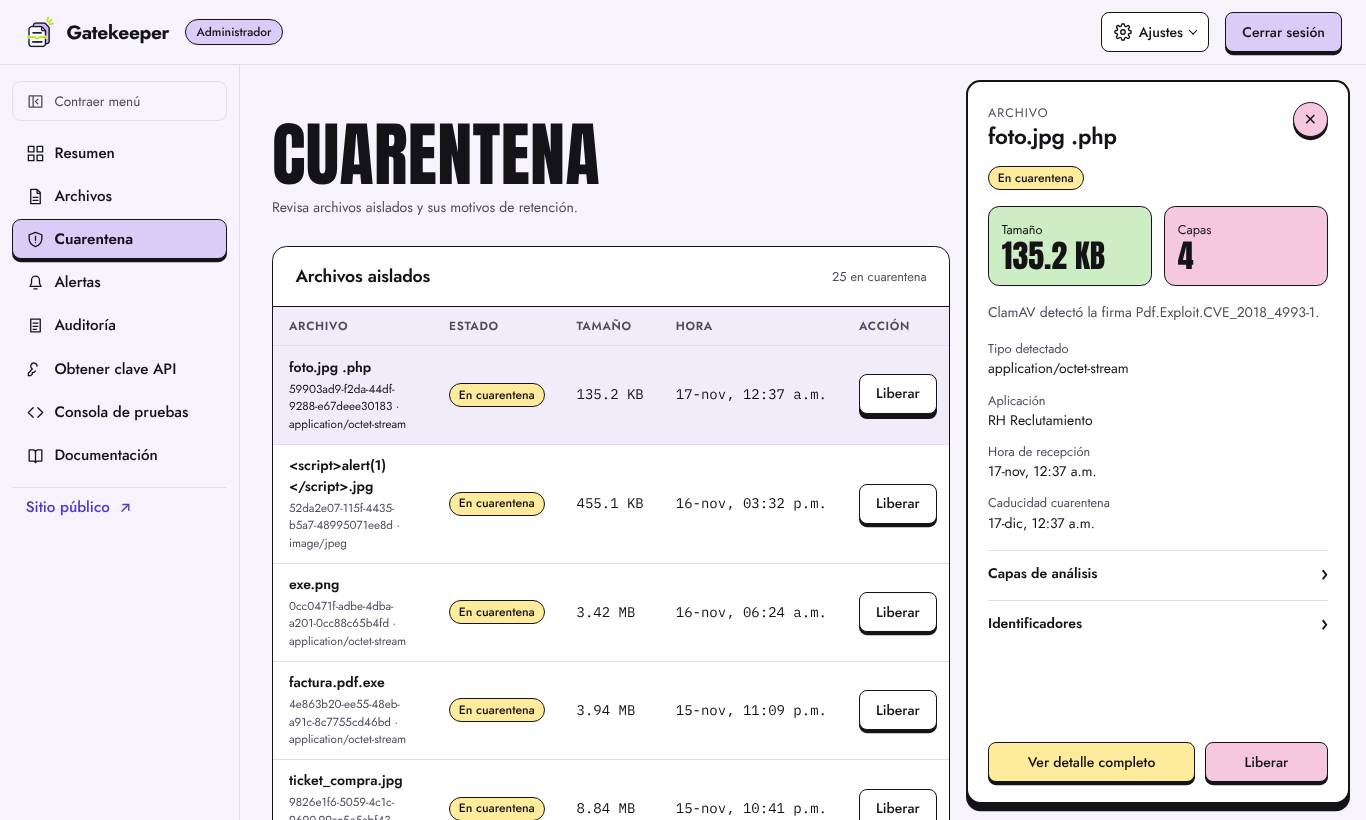 Gatekeeper
Administrador
Ajustes
Cerrar sesión
Contraer menú
Resumen
Archivos
Cuarentena
Alertas
Auditoría
Obtener clave API
Consola de pruebas
Documentación
Sitio público
CUARENTENA
Revisa archivos aislados y sus motivos de retención.
Archivos aislados
25 en cuarentena
ARCHIVO ESTADO TAMAÑO HORA ACCIÓN
foto.jpg .php
59903ad9-f2da-44df-
9288-e67deee30183 ·
application/octet-stream
En cuarentena
135.2 KB
17-nov, 12:37 a.m.
Liberar
<script>alert(1)
</script>.jpg
52da2e07-115f-4435-
b5a7-48995071ee8d ·
image/jpeg
En cuarentena
455.1 KB
16-nov, 03:32 p.m.
Liberar
exe.png
0cc0471f-adbe-4dba-
a201-0cc88c65b4fd ·
application/octet-stream
En cuarentena
3.42 MB
16-nov, 06:24 a.m.
Liberar
factura.pdf.exe
4e863b20-ee55-48eb-
a91c-8c7755cd46bd ·
application/octet-stream
En cuarentena
3.94 MB
15-nov, 11:09 p.m.
Liberar
ticket_compra.jpg
9826e1f6-5059-4c1c-
En cuarentena
8.84 MB
15-nov, 10:41 p.m.
Liberar
ARCHIVO
foto.jpg .php
En cuarentena
Tamaño
135.2 KB
Capas
4
ClamAV detectó la firma Pdf.Exploit.CVE_2018_4993-1.
Tipo detectado
application/octet-stream
Aplicación
RH Reclutamiento
Hora de recepción
17-nov, 12:37 a.m.
Caducidad cuarentena
17-dic, 12:37 a.m.
Capas de análisis
Identificadores
Ver detalle completo
Liberar